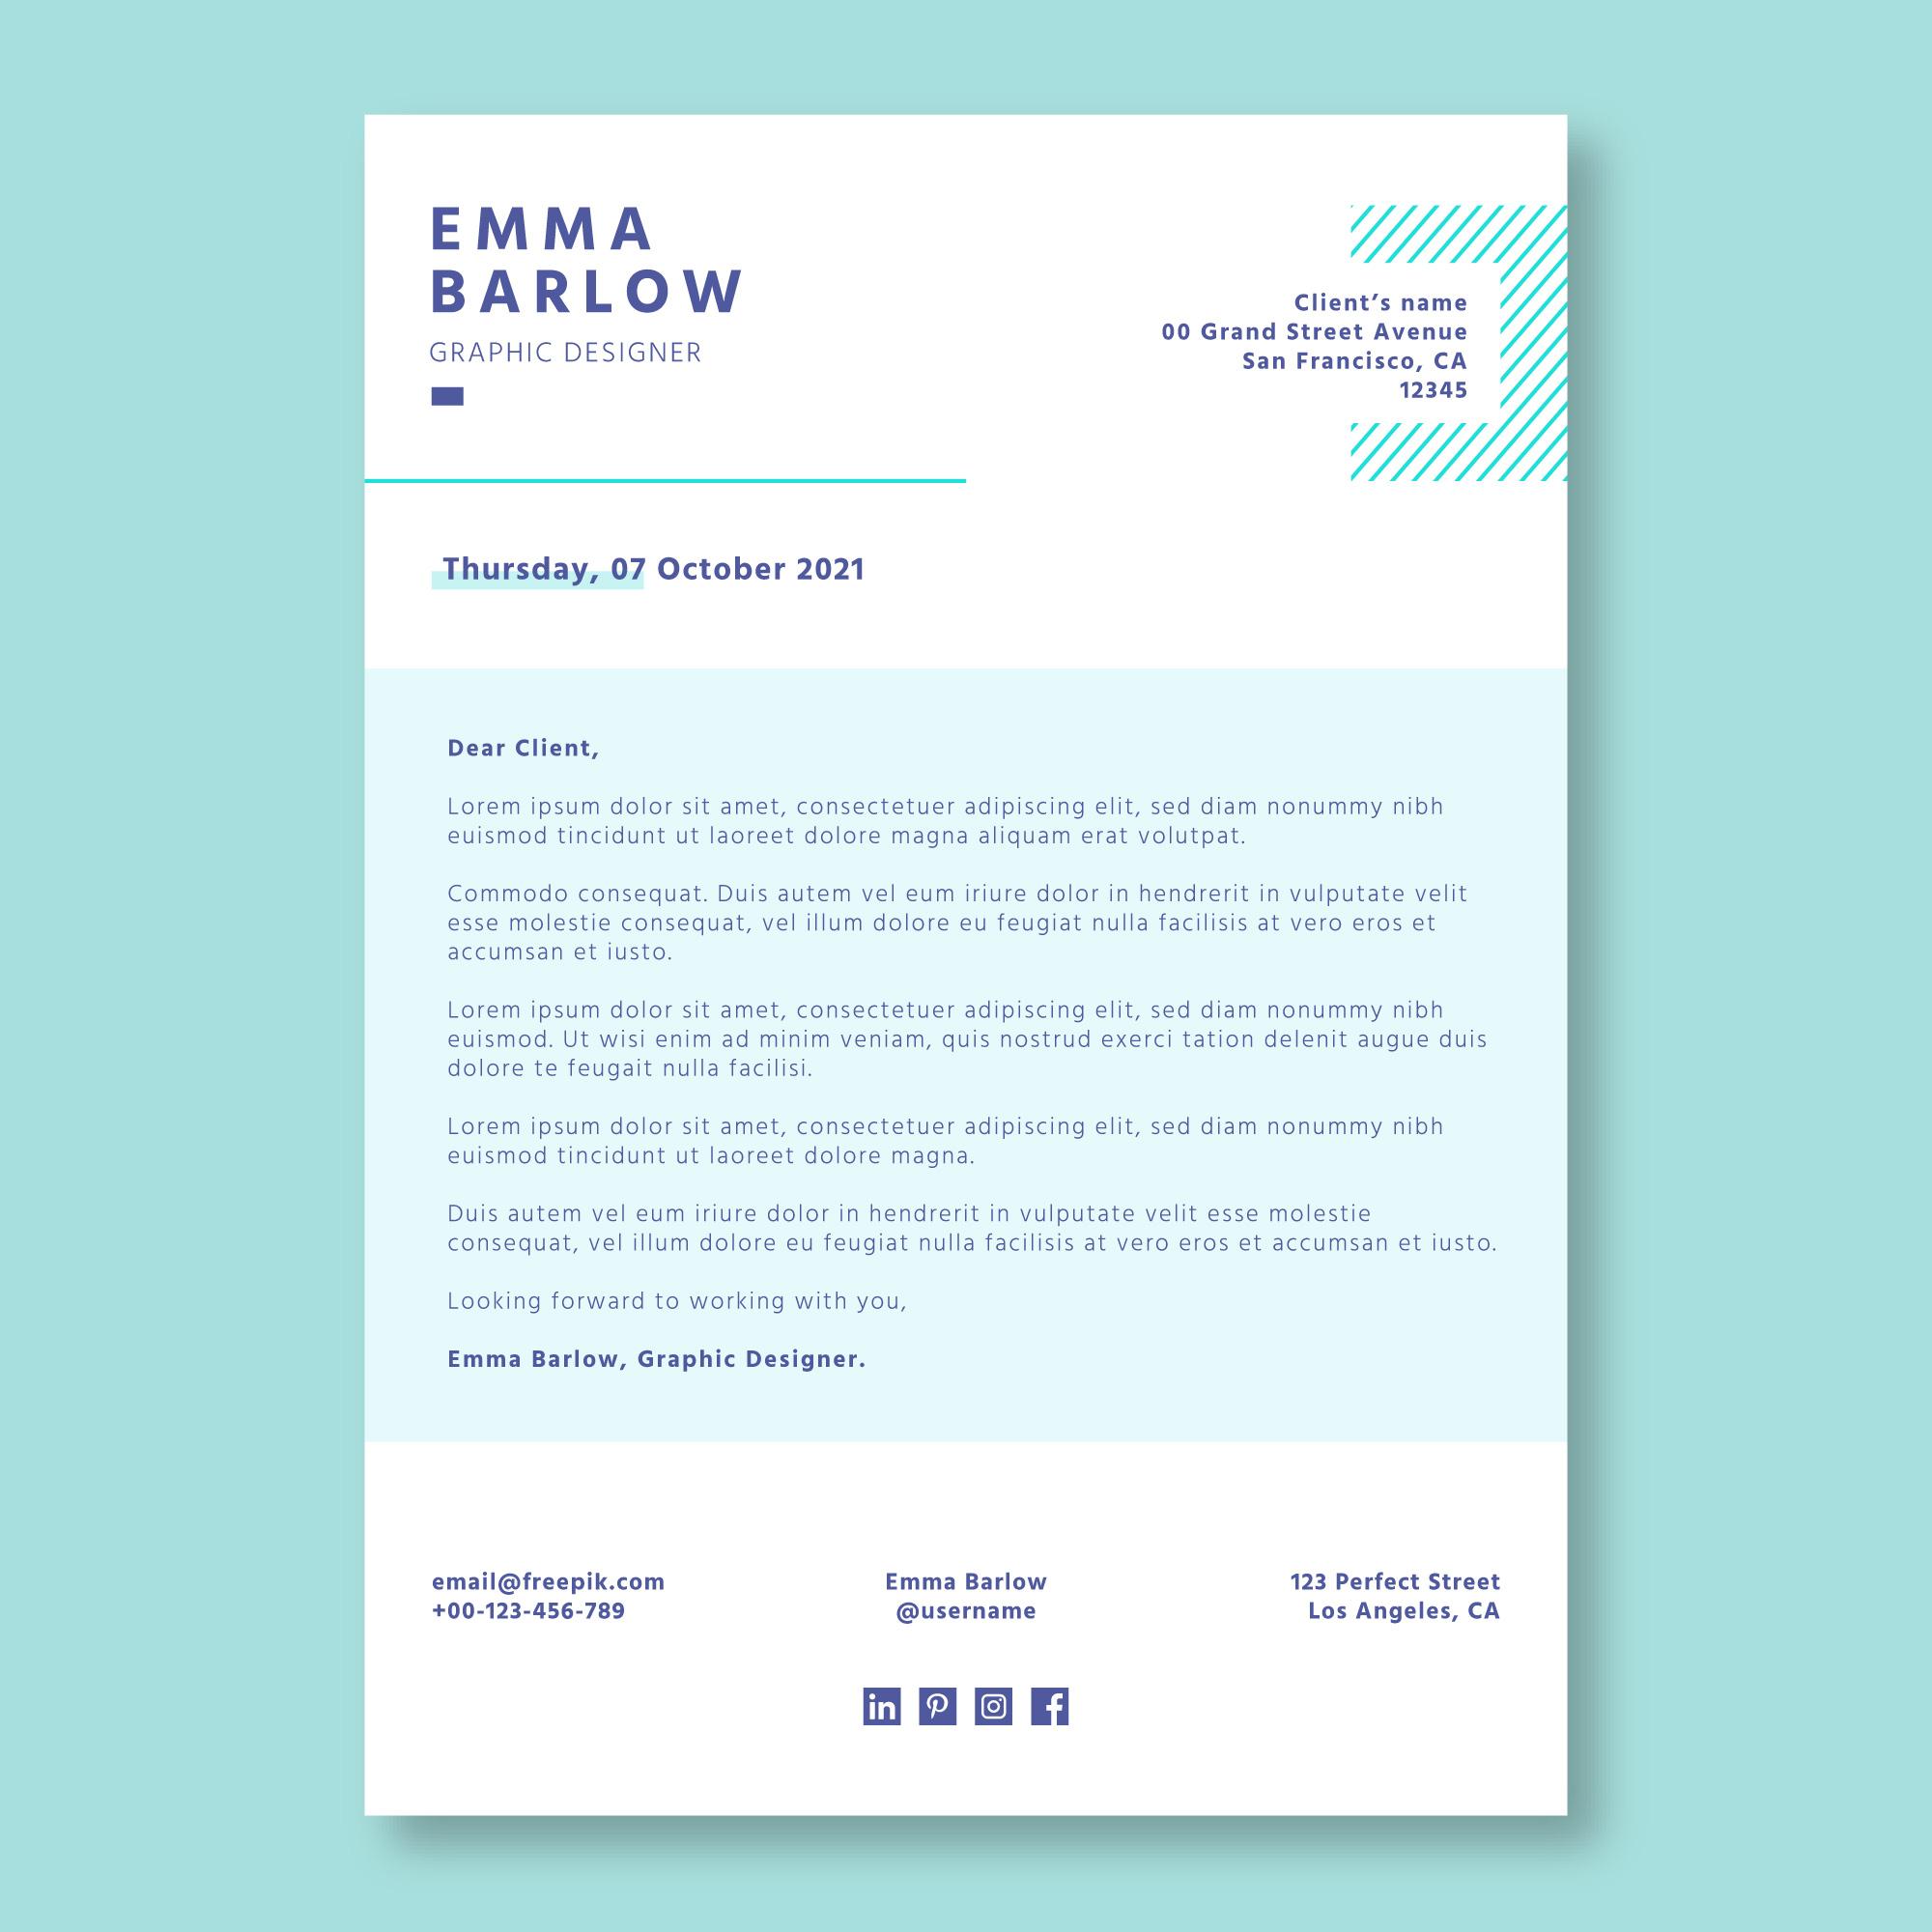 EMMA
BARLOW
GRAPHIC DESIGNER
Client’s name
00 Grand Street Avenue
San Francisco, CA
12345
Thursday, 07 October 2021
Dear Client,
Lorem ipsum dolor sit amet, consectetuer adipiscing elit, sed diam nonummy nibh
euismod tincidunt ut laoreet dolore magna aliquam erat volutpat.
Commodo consequat. Duis autem vel eum iriure dolor in hendrerit in vulputate velit
esse molestie consequat, vel illum dolore eu feugiat nulla facilisis at vero eros et
accumsan et iusto.
Lorem ipsum dolor sit amet, consectetuer adipiscing elit, sed diam nonummy nibh
euismod. Ut wisi enim ad minim veniam, quis nostrud exerci tation delenit augue duis
dolore te feugait nulla facilisi.
Lorem ipsum dolor sit amet, consectetuer adipiscing elit, sed diam nonummy nibh
euismod tincidunt ut laoreet dolore magna.
Duis autem vel eum iriure dolor in hendrerit in vulputate velit esse molestie
consequat, vel illum dolore eu feugiat nulla facilisis at vero eros et accumsan et iusto.
Looking forward to working with you,
Emma Barlow, Graphic Designer.
email@freepik.com
+00-123-456-789
Emma Barlow
@username
123 Perfect Street
Los Angeles, CA